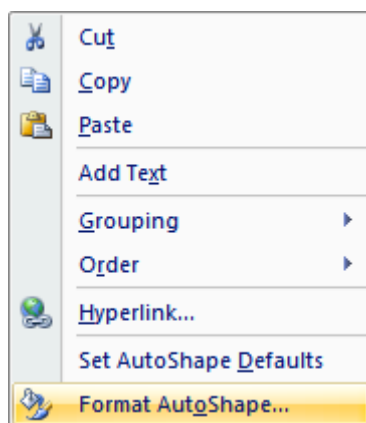 Cut
Copy
Paste
Add Text
Grouping
Order
Hyperlink...
Set AutoShape Defaults
Format AutoShape...